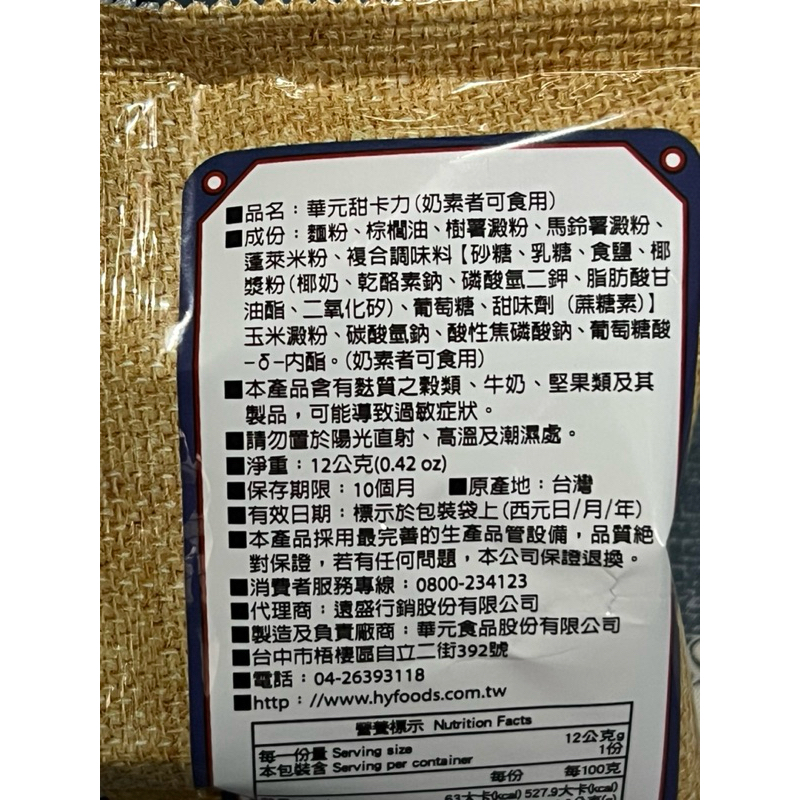 ■品名：華元甜卡力(奶素者可食用)
■成份：麵粉、棕櫚油、樹薯澱粉、馬鈴薯澱粉、
蓬萊米粉、複合調味料【砂糖、乳糖、食鹽、椰
漿粉(椰奶、乾酪素鈉、磷酸氫二鉀、脂肪酸甘
油酯、二氧化矽)、葡萄糖、甜味劑（蔗糖素)】
玉米澱粉、碳酸氫鈉、酸性焦磷酸鈉、葡萄糖酸
-δ-內酯。(奶素者可食用)
■本產品含有麩質之穀類、牛奶、堅果類及其
製品，可能導致過敏症狀。
■請勿置於陽光直射、高溫及潮濕處。
■淨重：12公克(0.42 oz)
■保存期限：10個月 ■原產地：台灣
■有效日期：標示於包裝袋上(西元日/月/年)
■本產品採用最完善的生產品管設備，品質絕
對保證，若有任何問題，本公司保證退換。
■消費者服務專線：0800-234123
■代理商：遠盛行銷股份有限公司
■製造及負責廠商：華元食品股份有限公司
■台中市梧棲區自立二街392號
■電話：04-26393118
■http：//www.hyfoods.com.tw
營養標示 Nutrition Facts
每一份量 Serving size 12公克g
本包裝含 Serving per container 1份
每份 每100克
63大卡(kcal) 527.9大卡(kcal)